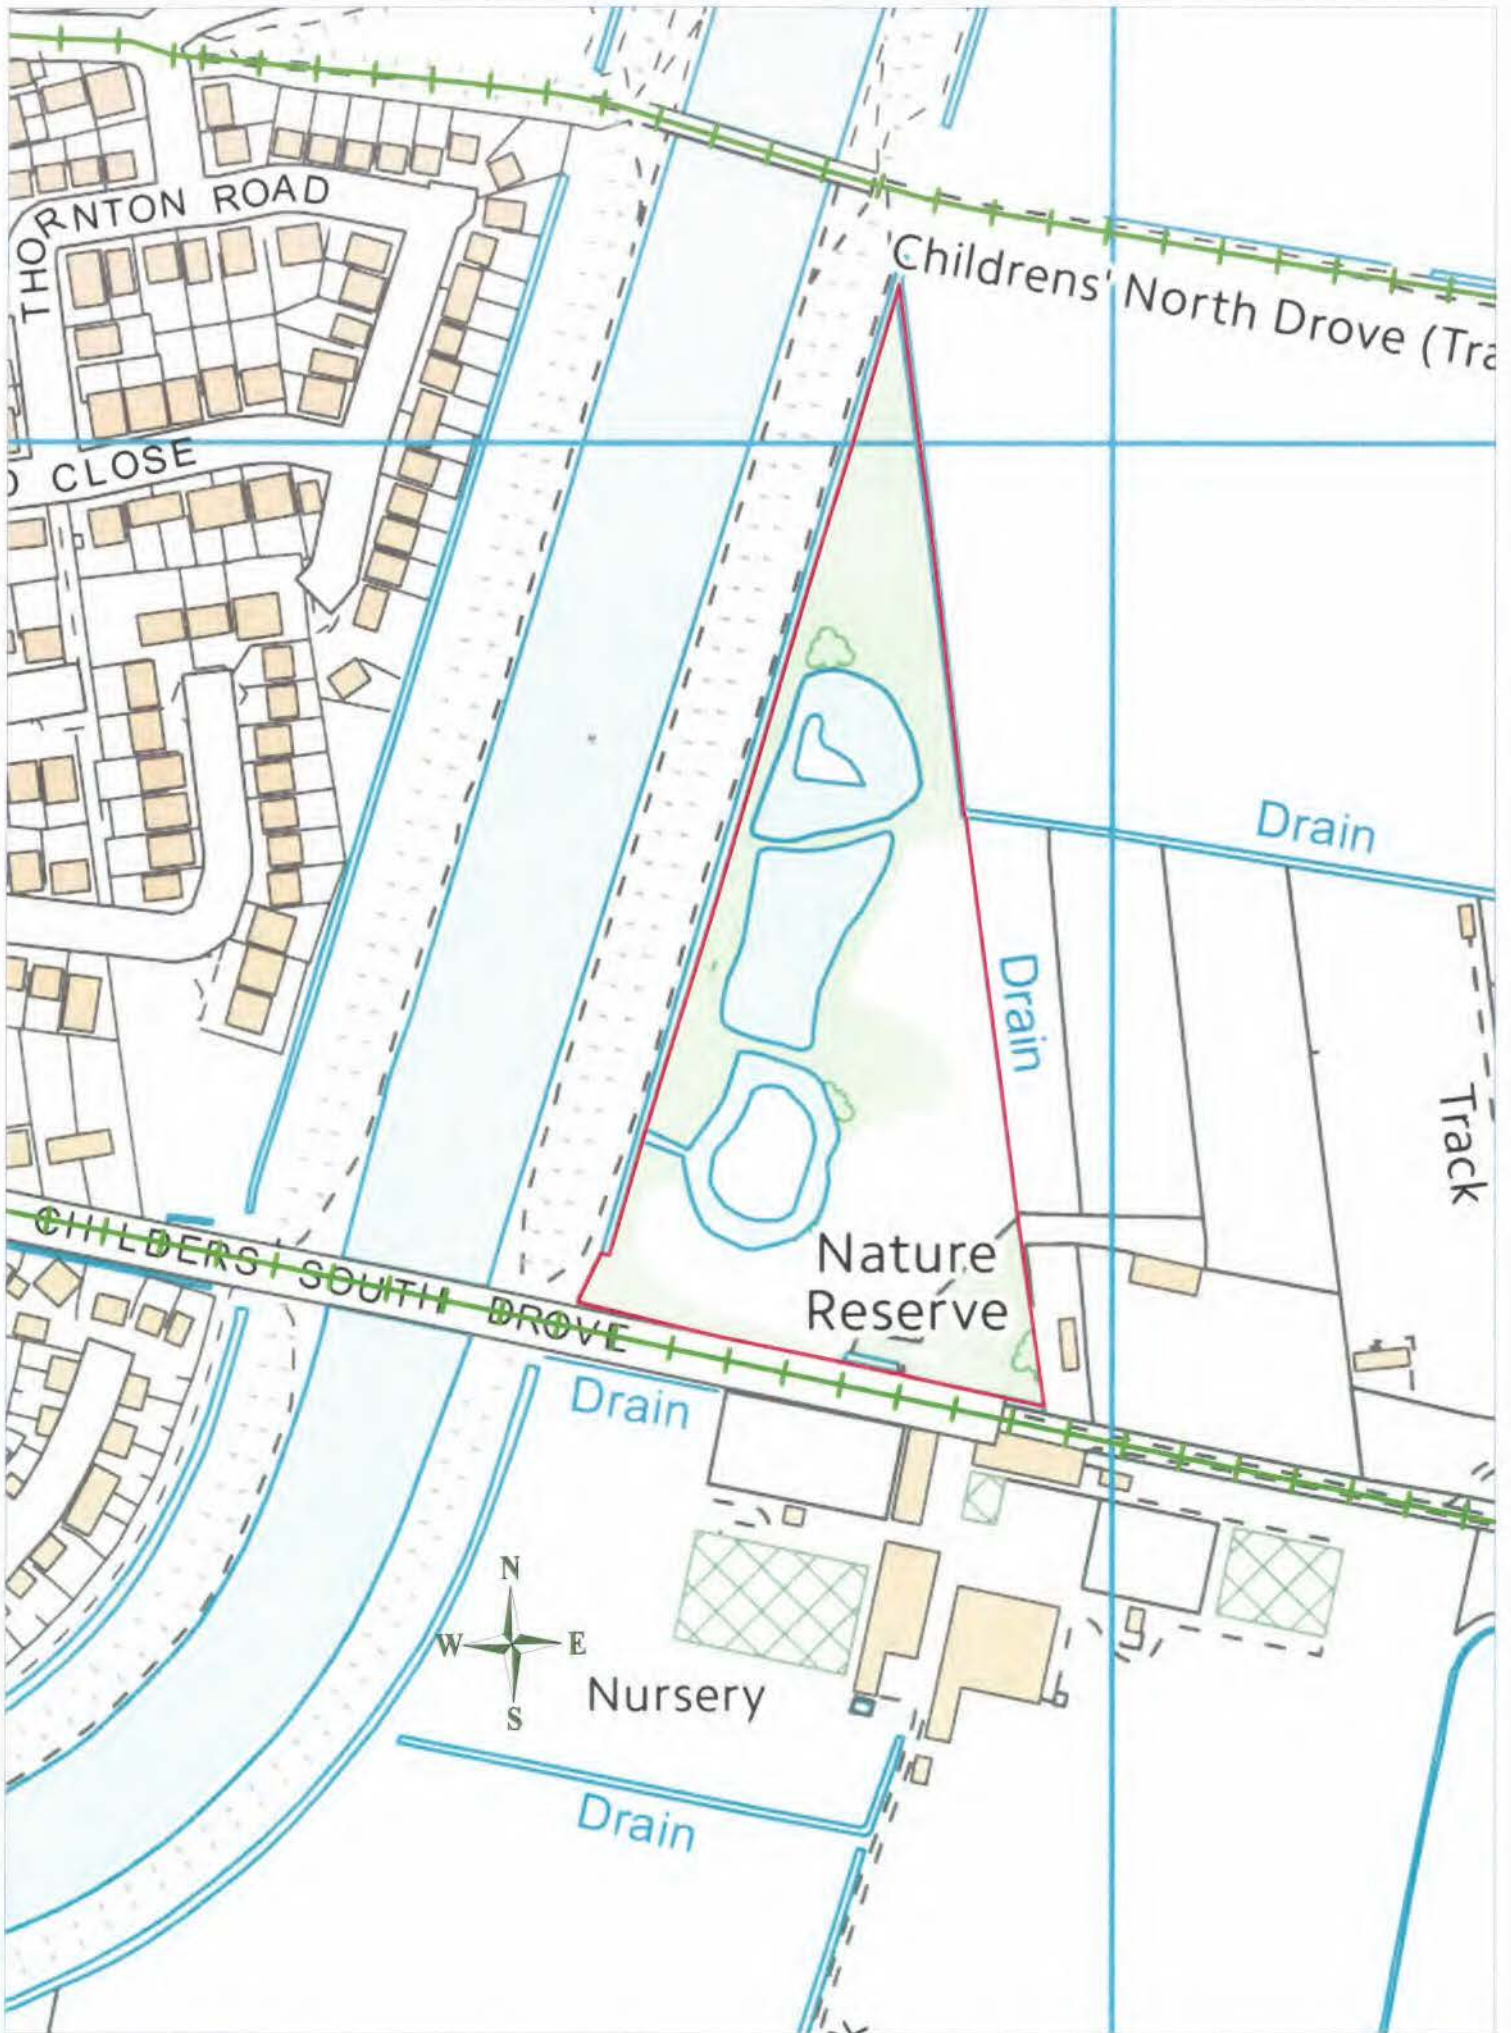 THORNTON ROAD
Childrens' North Drove (Tra
CLOSE
Drain
Drain
Track
Nature
Reserve
CHILDERS SOUTH DROVE
Drain
N
W E
S
Nursery
Drain